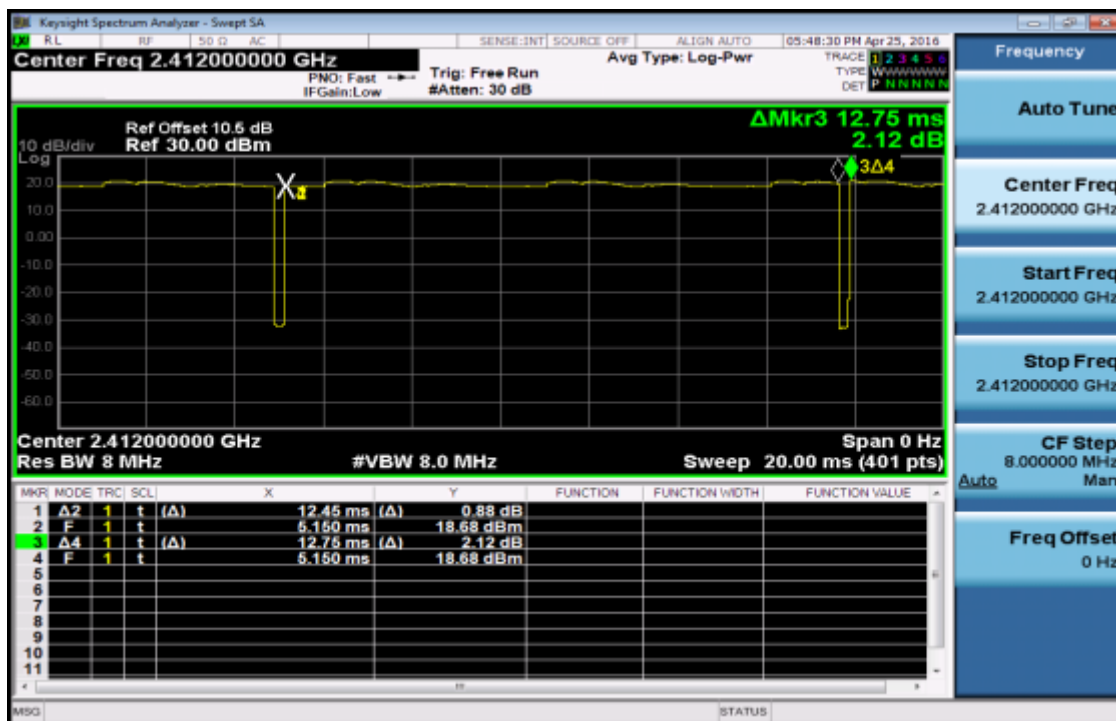 Keysight Spectrum Analyzer - Swept SA
RL RF 50 Ω AC SENSE:INT SOURCE OFF ALIGN AUTO 05:48:30 PM Apr 25, 2016
Center Freq 2.412000000 GHz
PNO: Fast
IFGain:Low
Trig: Free Run
#Atten: 30 dB
Avg Type: Log-Pwr
TRACE 1 2 3 4 5 6
TYPE WWWWWW
DET P N N N N N
Ref Offset 10.5 dB
10 dB/div Ref 30.00 dBm
Log
ΔMkr3 12.75 ms
2.12 dB
3Δ4
20.0
10.0
0.00
-10.0
-20.0
-30.0
-40.0
-50.0
-60.0
Center 2.412000000 GHz Span 0 Hz
Res BW 8 MHz #VBW 8.0 MHz Sweep 20.00 ms (401 pts)
MKR MODE TRC SCL X Y FUNCTION FUNCTION WIDTH FUNCTION VALUE
1 Δ2 1 t (Δ) 12.45 ms (Δ) 0.88 dB
2 F 1 t 5.150 ms 18.68 dBm
3 Δ4 1 t (Δ) 12.75 ms (Δ) 2.12 dB
4 F 1 t 5.150 ms 18.68 dBm
5
6
7
8
9
10
11
MSG STATUS
Frequency
Auto Tune
Center Freq
2.412000000 GHz
Start Freq
2.412000000 GHz
Stop Freq
2.412000000 GHz
CF Step
8.000000 MHz
Auto Man
Freq Offset
0 Hz